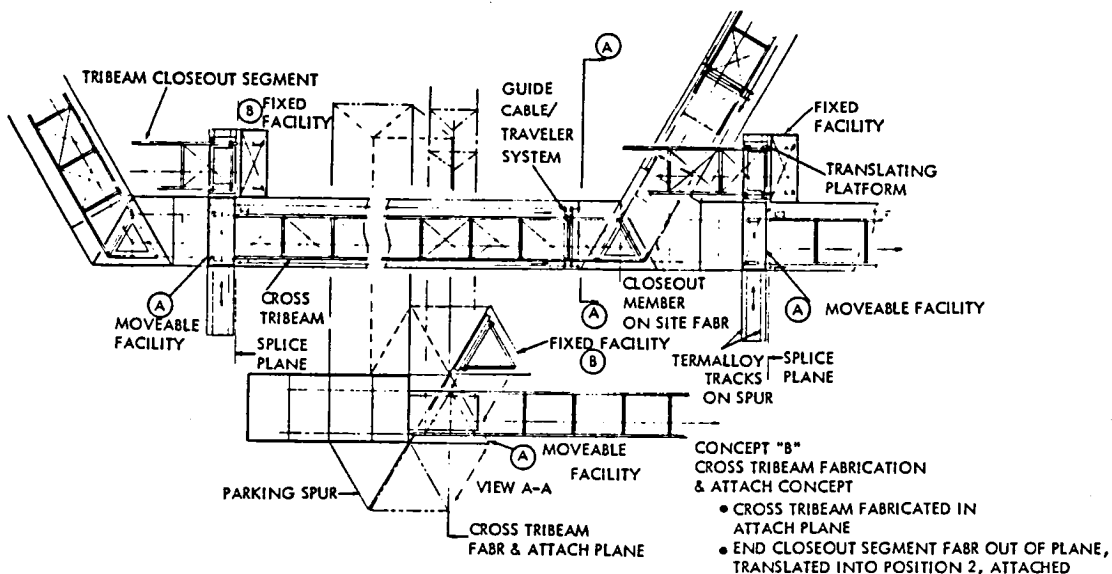 A
TRIBEAM CLOSEOUT SEGMENT
B FIXED
FACILITY
GUIDE
CABLE/
TRAVELER
SYSTEM
FIXED
FACILITY
TRANSLATING
PLATFORM
A
MOVEABLE
FACILITY
CROSS
TRIBEAM
SPLICE
PLANE
A
CLOSEOUT
MEMBER
ON SITE FABR
A
MOVEABLE FACILITY
FIXED FACILITY
B
TERMALLOY
TRACKS
ON SPUR
SPLICE
PLANE
A
MOVEABLE
FACILITY
VIEW A-A
PARKING SPUR
CROSS TRIBEAM
FABR & ATTACH PLANE
CONCEPT "B"
CROSS TRIBEAM FABRICATION
& ATTACH CONCEPT
• CROSS TRIBEAM FABRICATED IN
ATTACH PLANE
• END CLOSEOUT SEGMENT FABR OUT OF PLANE,
TRANSLATED INTO POSITION 2, ATTACHED